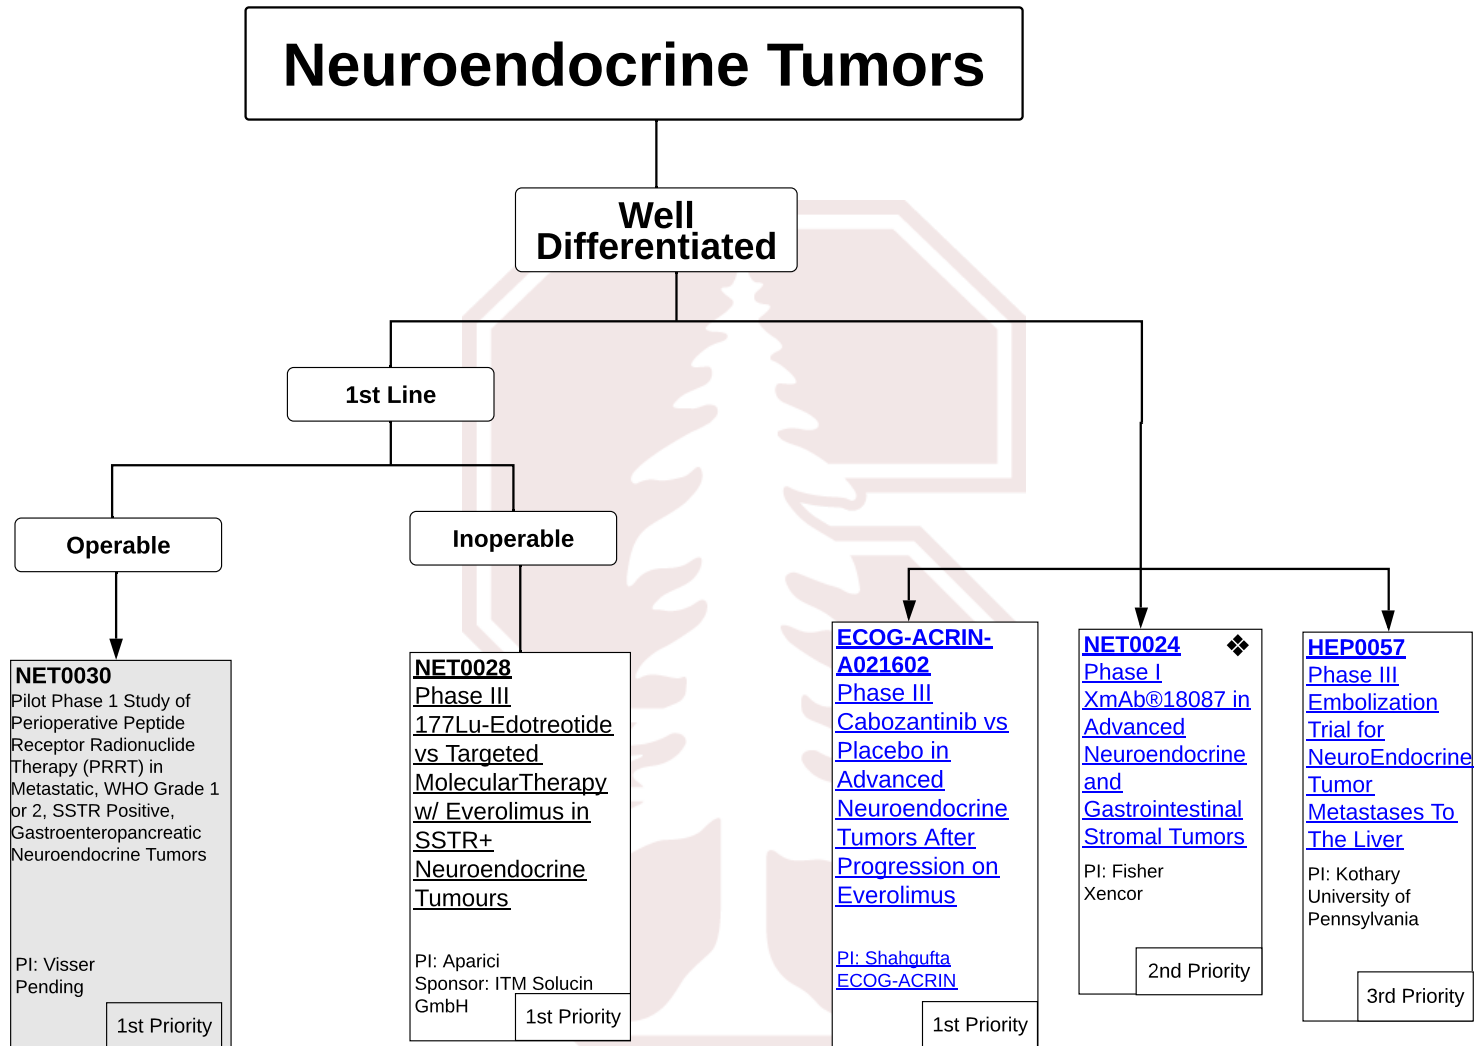 Neuroendocrine Tumors
Well
Differentiated
1st Line
Operable
Inoperable
NET0030
Pilot Phase 1 Study of
Perioperative Peptide
Receptor Radionuclide
Therapy (PRRT) in
Metastatic, WHO Grade 1
or 2, SSTR Positive,
Gastroenteropancreatic
Neuroendocrine Tumors
PI: Visser
Pending
1st Priority
NET0028
Phase III
177Lu-Edotreotide
vs Targeted
MolecularTherapy
w/ Everolimus in
SSTR+
Neuroendocrine
Tumours
PI: Aparici
Sponsor: ITM Solucin
GmbH
1st Priority
ECOG-ACRIN-
A021602
Phase III
Cabozantinib vs
Placebo in
Advanced
Neuroendocrine
Tumors After
Progression on
Everolimus
PI: Shahgufta
ECOG-ACRIN
1st Priority
NET0024 ❖
Phase I
XmAb®18087 in
Advanced
Neuroendocrine
and
Gastrointestinal
Stromal Tumors
PI: Fisher
Xencor
2nd Priority
HEP0057
Phase III
Embolization
Trial for
NeuroEndocrine
Tumor
Metastases To
The Liver
PI: Kothary
University of
Pennsylvania
3rd Priority